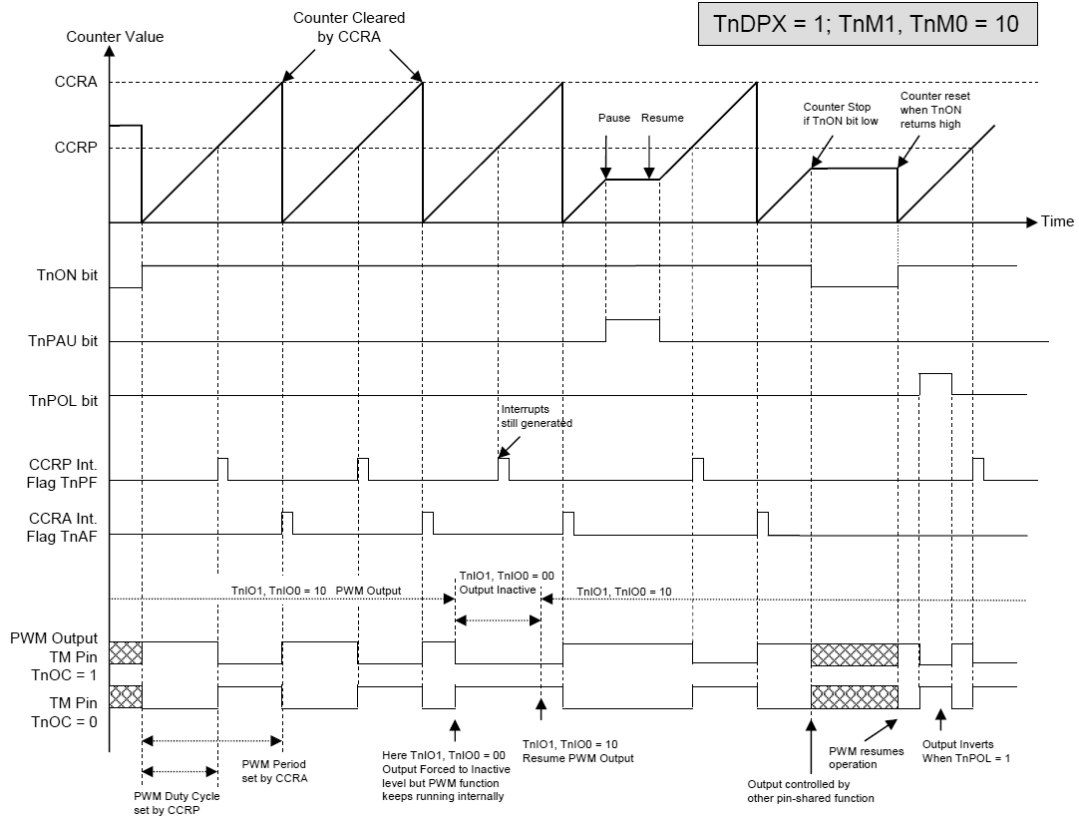 TnDPX = 1; TnM1, TnM0 = 10
Counter Value
Counter Cleared
by CCRA
CCRA
CCRP
Pause
Resume
Counter Stop
if TnON bit low
Counter reset
when TnON
returns high
Time
TnON bit
TnPAU bit
TnPOL bit
Interrupts
still generated
CCRP Int.
Flag TnPF
CCRA Int.
Flag TnAF
TnIO1, TnIO0 = 10 PWM Output
TnIO1, TnIO0 = 00
Output Inactive
TnIO1, TnIO0 = 10
PWM Output
TM Pin
TnOC = 1
TM Pin
TnOC = 0
PWM Period
set by CCRA
PWM Duty Cycle
set by CCRP
Here TnIO1, TnIO0 = 00
Output Forced to Inactive
level but PWM function
keeps running internally
TnIO1, TnIO0 = 10
Resume PWM Output
Output controlled by
other pin-shared function
PWM resumes
operation
Output Inverts
When TnPOL = 1